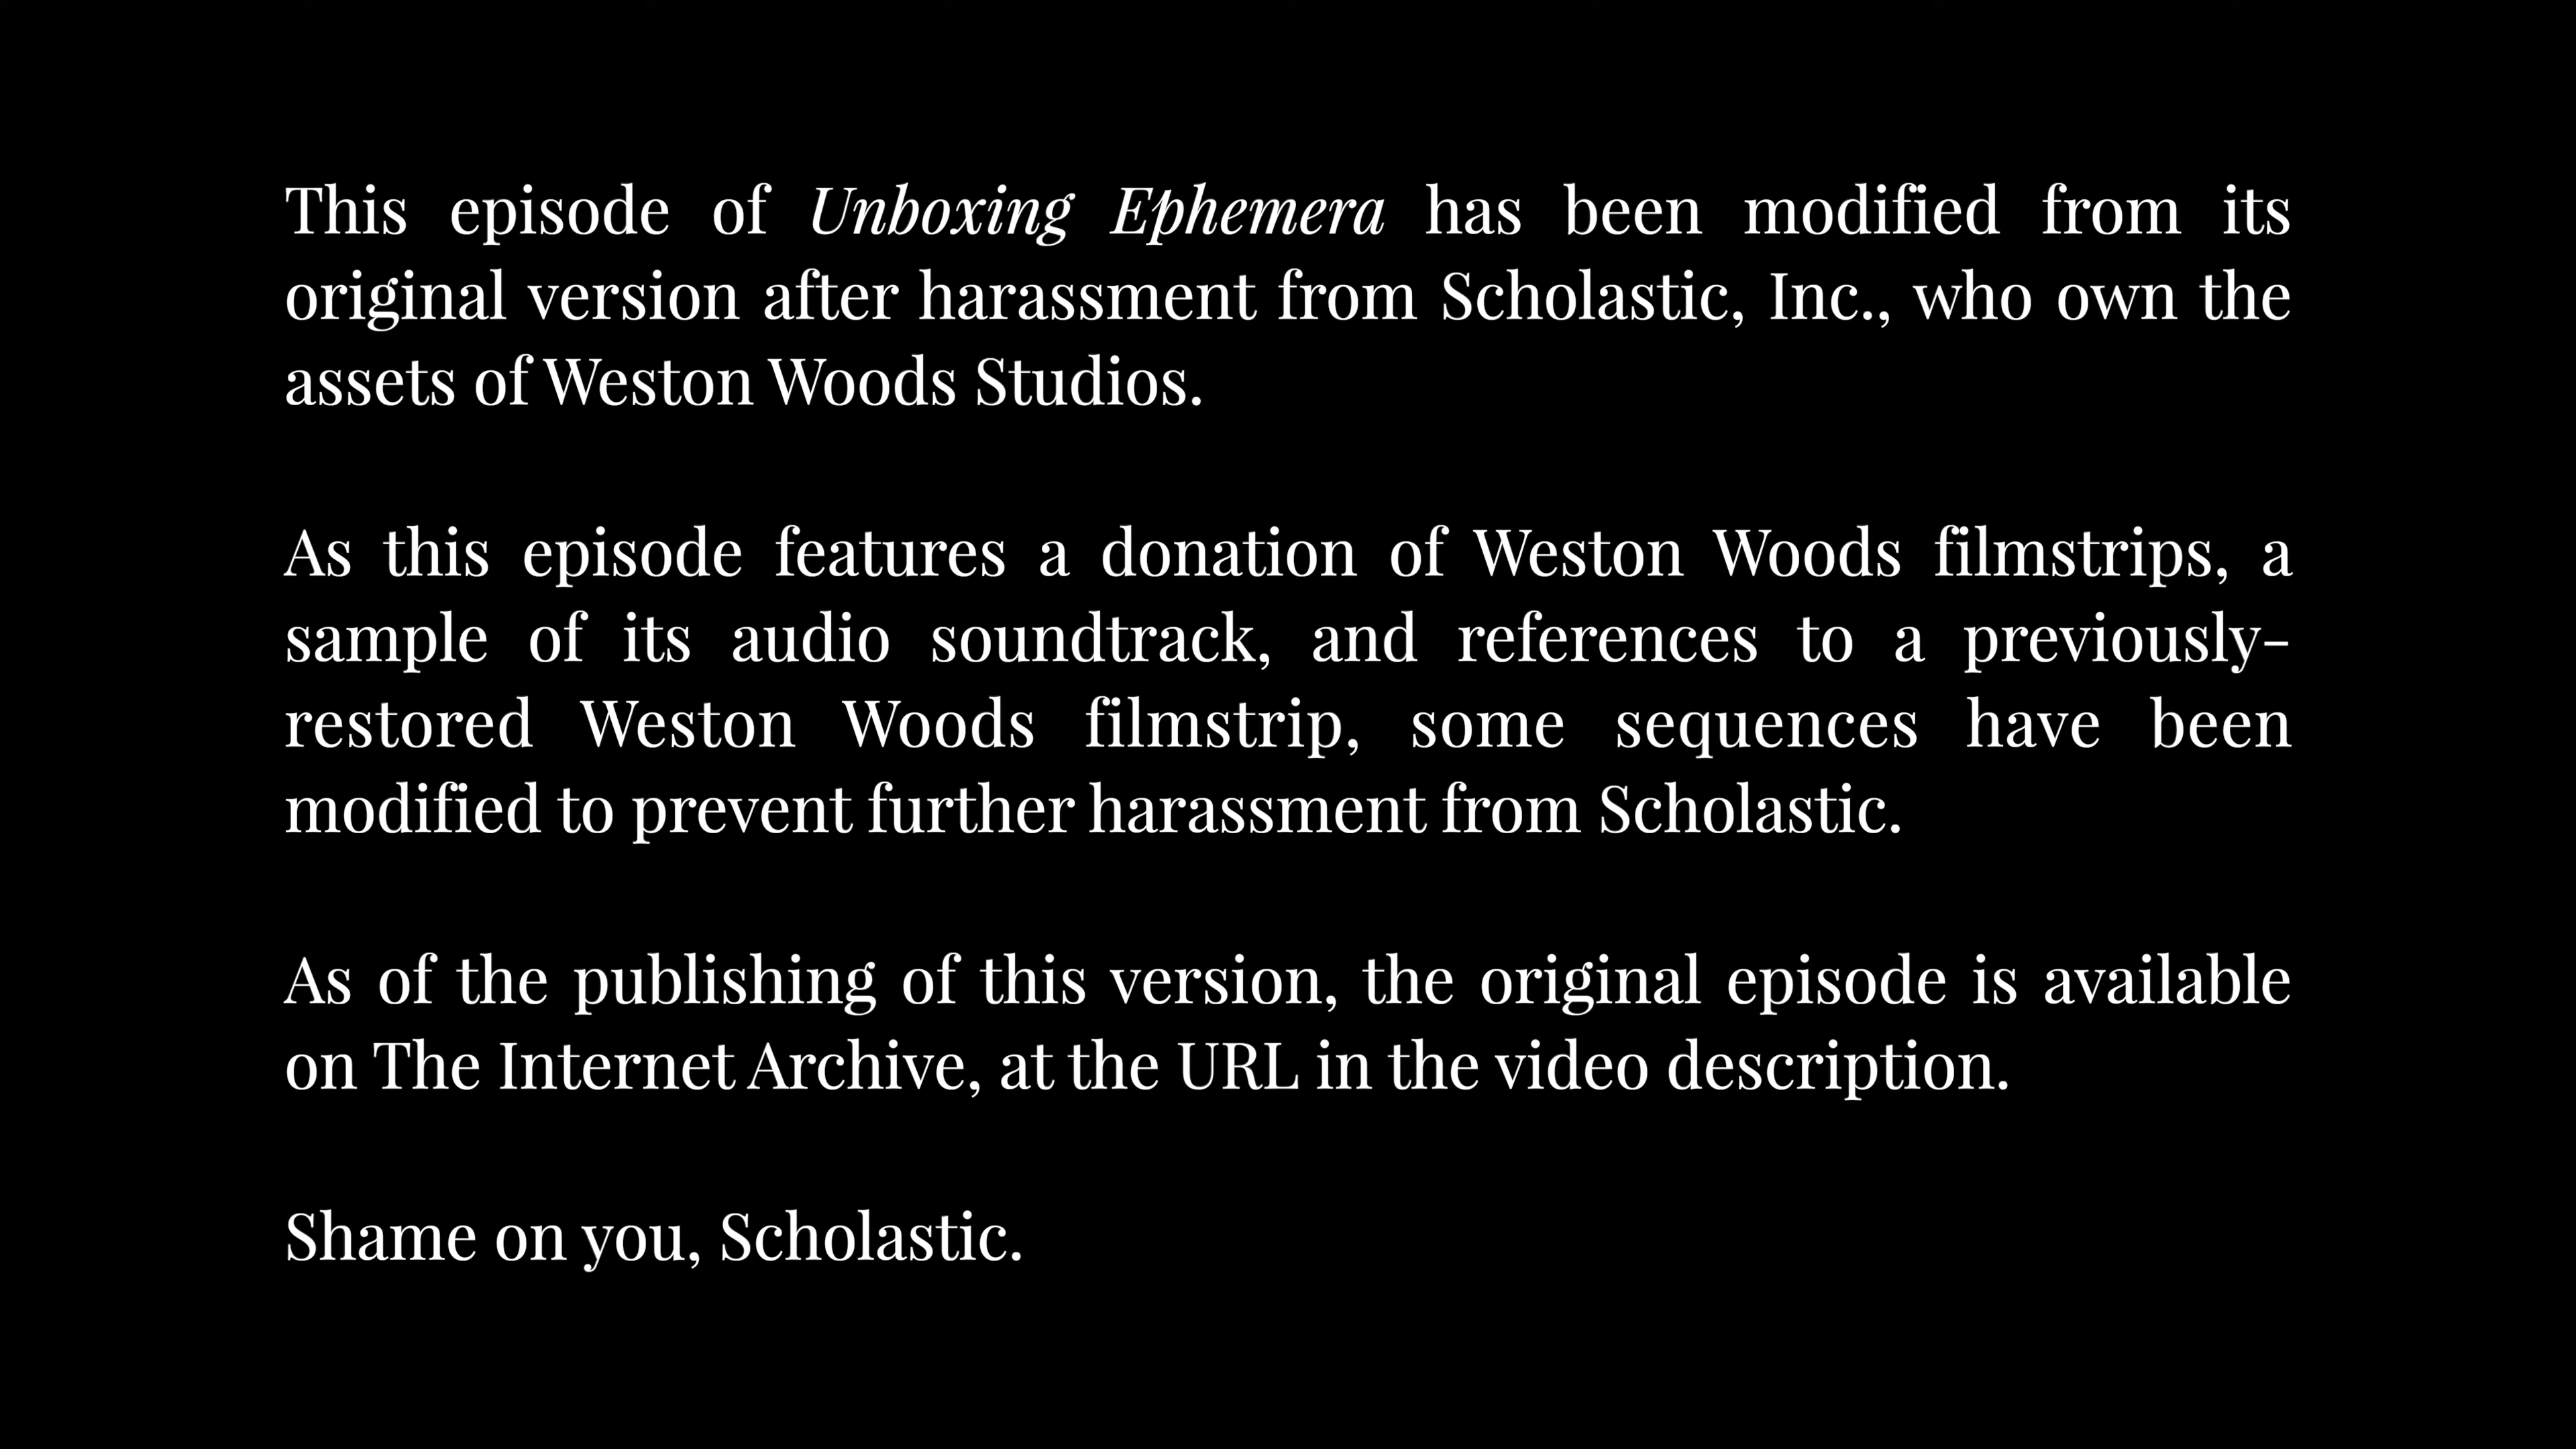 This episode of Unboxing Ephemera has been modified from its
original version after harassment from Scholastic, Inc., who own the
assets of Weston Woods Studios.
As this episode features a donation of Weston Woods filmstrips, a
sample of its audio soundtrack, and references to a previously-
restored Weston Woods filmstrip, some sequences have been
modified to prevent further harassment from Scholastic.
As of the publishing of this version, the original episode is available
on The Internet Archive, at the URL in the video description.
Shame on you, Scholastic.